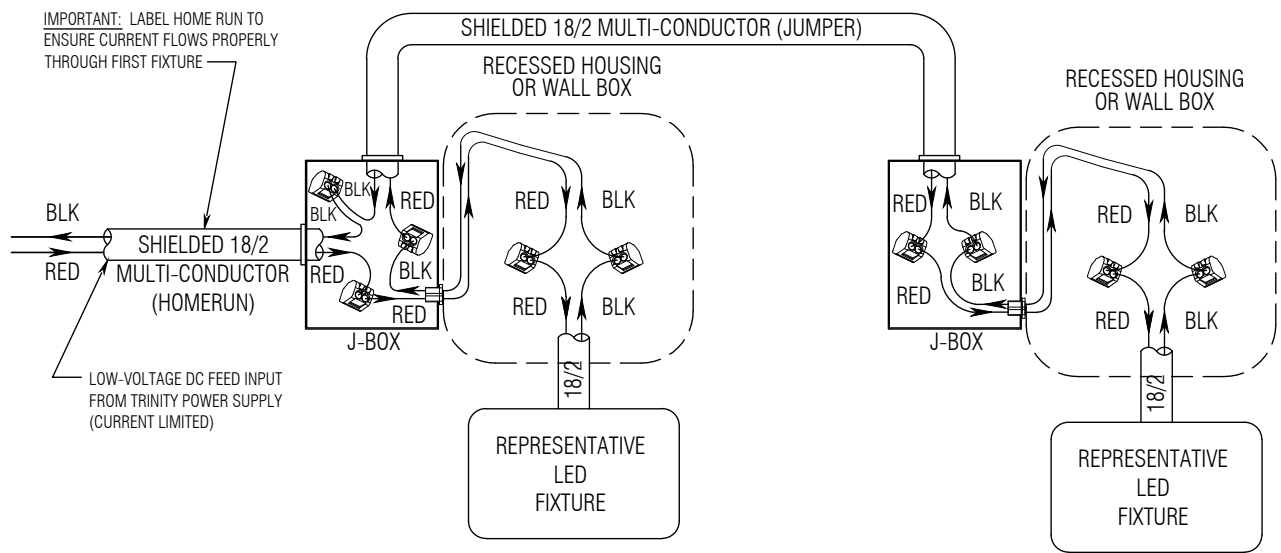 IMPORTANT: LABEL HOME RUN TO
ENSURE CURRENT FLOWS PROPERLY
THROUGH FIRST FIXTURE
SHIELDED 18/2 MULTI-CONDUCTOR (JUMPER)
RECESSED HOUSING
OR WALL BOX
RECESSED HOUSING
OR WALL BOX
BLK
RED
SHIELDED 18/2
MULTI-CONDUCTOR
(HOMERUN)
BLK
BLK
RED
RED
BLK
RED
J-BOX
RED
BLK
RED
BLK
18/2
REPRESENTATIVE
LED
FIXTURE
LOW-VOLTAGE DC FEED INPUT
FROM TRINITY POWER SUPPLY
(CURRENT LIMITED)
RED
BLK
RED
BLK
J-BOX
RED
BLK
RED
BLK
18/2
REPRESENTATIVE
LED
FIXTURE